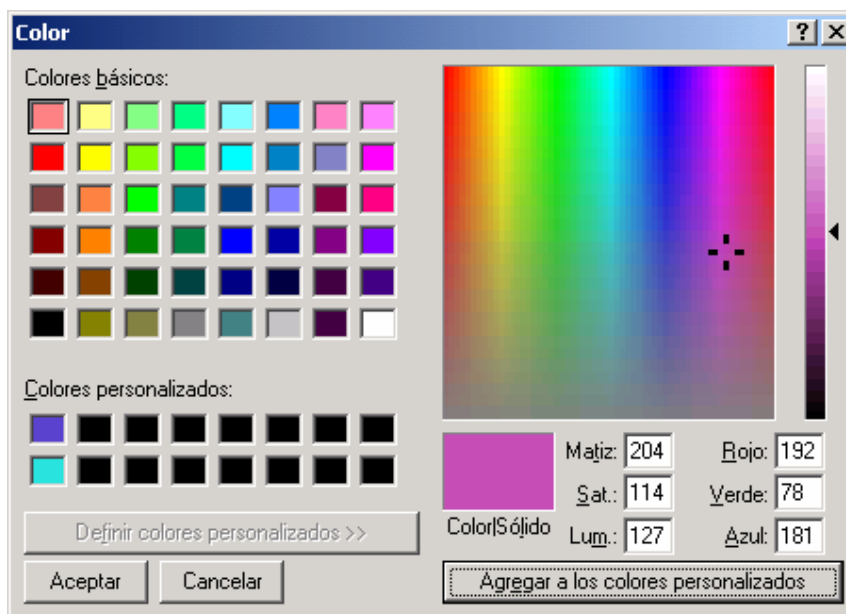 Color
Colores básicos:
Colores personalizados:
Definir colores personalizados >>
Aceptar
Cancelar
Color|Sólido
Matiz: 204
Sat.: 114
Lum.: 127
Rojo: 192
Verde: 78
Azul: 181
Agregar a los colores personalizados